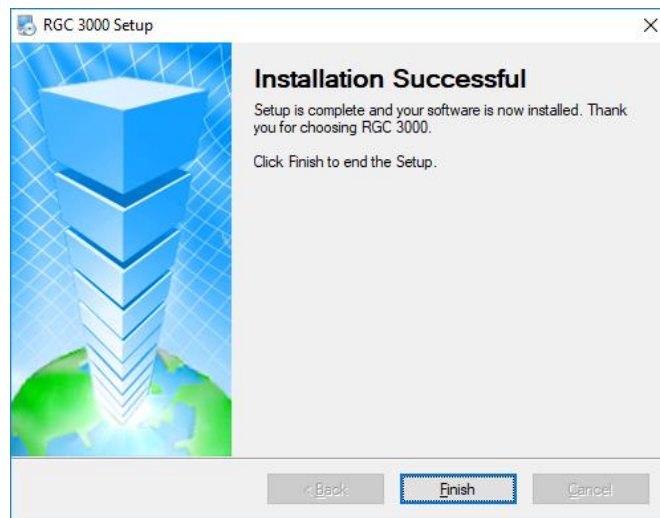 RGC 3000 Setup
Installation Successful
Setup is complete and your software is now installed. Thank
you for choosing RGC 3000.
Click Finish to end the Setup.
< Back
Finish
Cancel